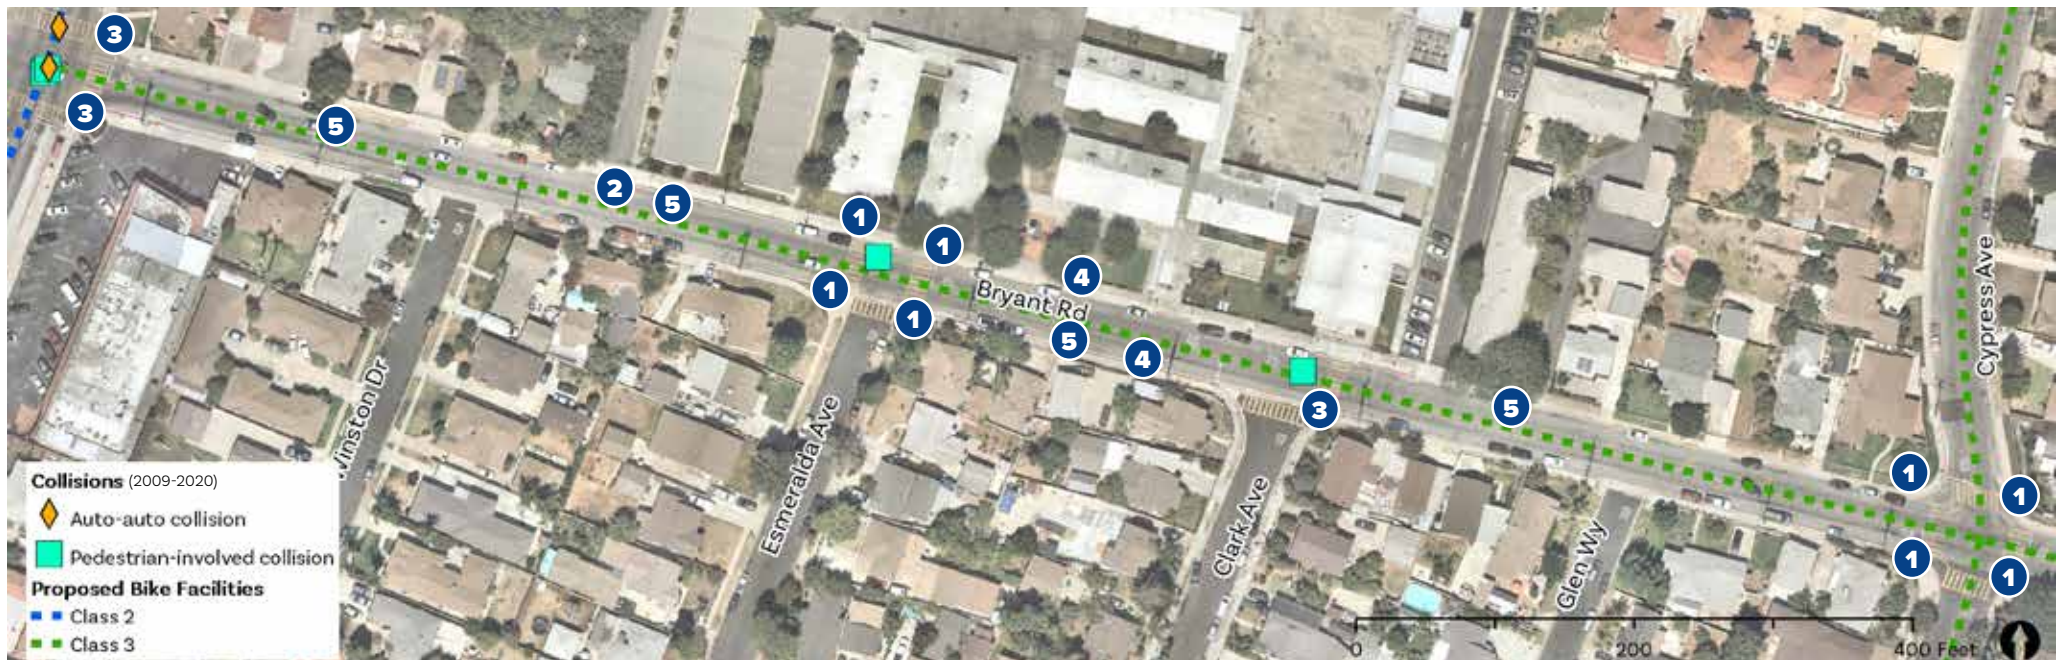 3
3
5
2
5
1
1
1
1
4
Bryant Rd
5
4
3
5
1
1
1
1
Cypress Ave
Winston Dr
Esmeralda Ave
Clark Ave
Glen Wy
Collisions (2009-2020)
Auto-auto collision
Pedestrian-involved collision
Proposed Bike Facilities
Class 2
Class 3
0
200
400 Feet